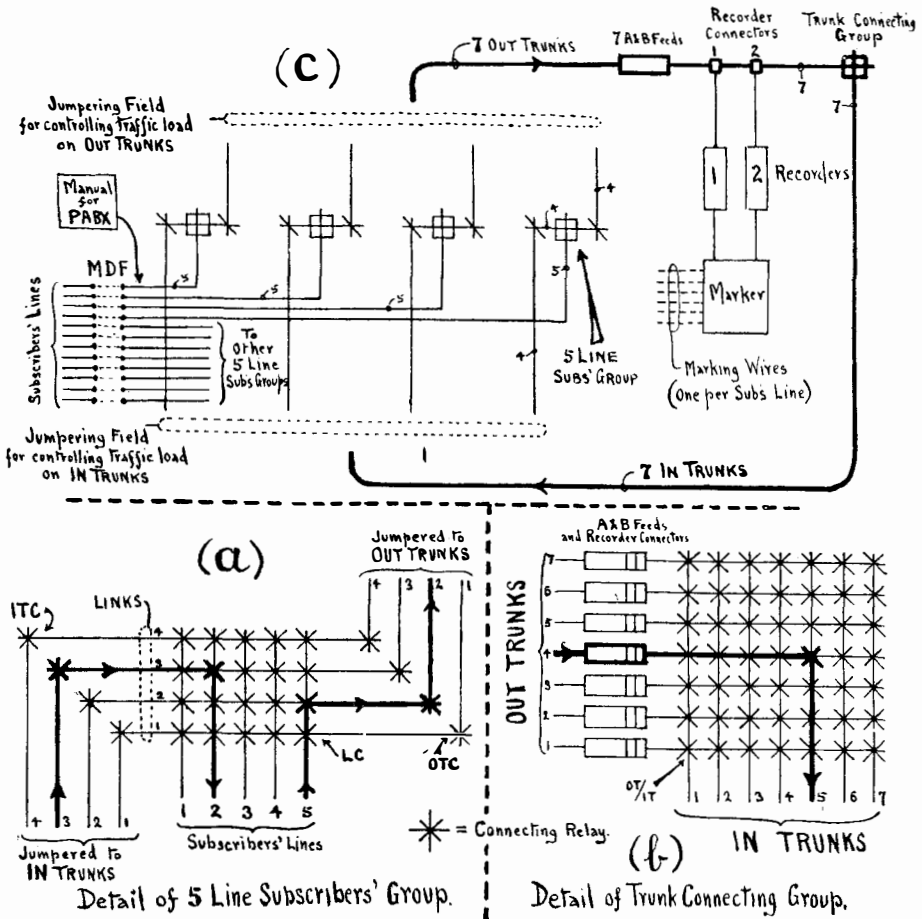 (c)
7 OUT TRUNKS
7 A&B Feeds
Recorder
Connectors
1 2
Trunk Connecting
Group
7
7
Jumpering Field
for controlling Traffic load
on OUT TRUNKS
Manual
for
PABX
MDF
Subscribers' Lines
5
5
5
5
4
4
4
To
Other
5 Line
Subs Groups
5 LINE
SUBS' GROUP
1
2
Recorders
Marker
Marking Wires
(One per Subs Line)
Jumpering Field
for controlling Traffic load
on IN TRUNKS
1
7 IN TRUNKS
(a)
Jumpered to
OUT TRUNKS
4 3 2 1
ITC
LINKS
4
3
2
1
LC
OTC
4 3 2 1
1 2 3 4 5
Jumpered to
IN TRUNKS
Subscribers' Lines
= Connecting Relay.
Detail of 5 Line Subscribers' Group.
A&B Feeds
and Recorder Connectors
OUT TRUNKS
7
6
5
4
3
2
1
OT/IT
1 2 3 4 5 6 7
IN TRUNKS
(b)
Detail of Trunk Connecting Group.